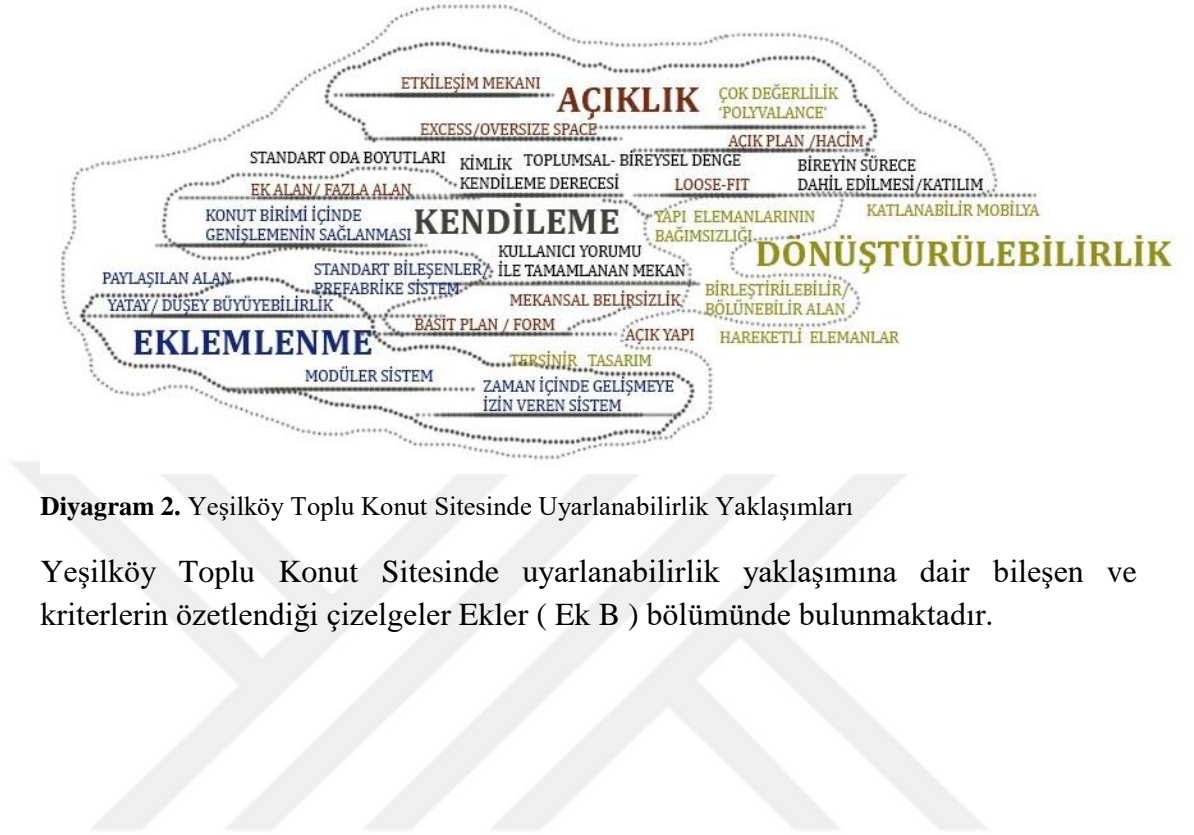 ETKİLEŞİM MEKANI
AÇIKLIK
ÇOK DEĞERLİLİK
'POLYVALANCE'
EXCESS/OVERSIZE SPACE
AÇIK PLAN /HACİM
STANDART ODA BOYUTLARI
KİMLİK
TOPLUMSAL- BİREYSEL DENGE
BİREYİN SÜRECE
DAHİL EDİLMESİ/KATILIM
EK ALAN/ FAZLA ALAN
KENDİLEME DERECESİ
LOOSE-FIT
KATLANABİLİR MOBİLYA
KONUT BİRİMİ İÇİNDE
GENİŞLEMENİN SAĞLANMASI
KENDİLEME
YAPI ELEMANLARININ
BAĞIMSIZLIĞI
DÖNÜŞTÜRÜLEBİLİRLİK
KULLANICI YORUMU
İLE TAMAMLANAN MEKAN
PAYLAŞILAN ALAN
STANDART BİLEŞENLER/
PREFABRİKE SİSTEM
YATAY/ DÜŞEY BÜYÜYEBİLİRLİK
MEKANSAL BELİRSİZLİK
BİRLEŞTİRİLEBİLİR/
BÖLÜNEBİLİR ALAN
EKLEMLENME
BASİT PLAN / FORM
AÇIK YAPI
HAREKETLİ ELEMANLAR
TERSİNİR TASARIM
MODÜLER SİSTEM
ZAMAN İÇİNDE GELİŞMEYE
İZİN VEREN SİSTEM
Diyagram 2. Yeşilköy Toplu Konut Sitesinde Uyarlanabilirlik Yaklaşımları
Yeşilköy Toplu Konut Sitesinde uyarlanabilirlik yaklaşımına dair bileşen ve
kriterlerin özetlendiği çizelgeler Ekler ( Ek B ) bölümünde bulunmaktadır.